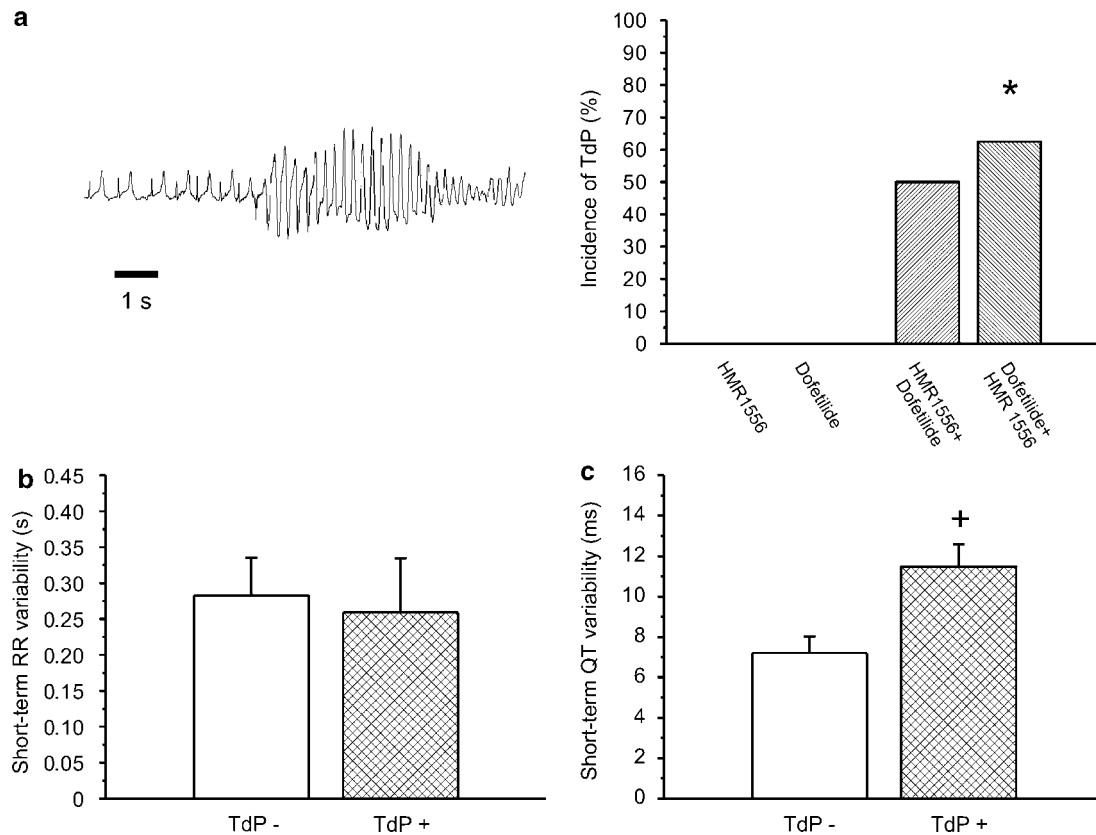 a
1 s
Incidence of TdP (%)
100
90
80
70
60
50
40
30
20
10
0
*
HMR1556
Dofetilide
HMR1556+
Dofetilide
Dofetilide+
HMR 1556
b
Short-term RR variability (s)
0.45
0.40
0.35
0.30
0.25
0.20
0.15
0.10
0.05
0
TdP -
TdP +
c
Short-term QT variability (ms)
16
14
12
10
8
6
4
2
0
+
TdP -
TdP +